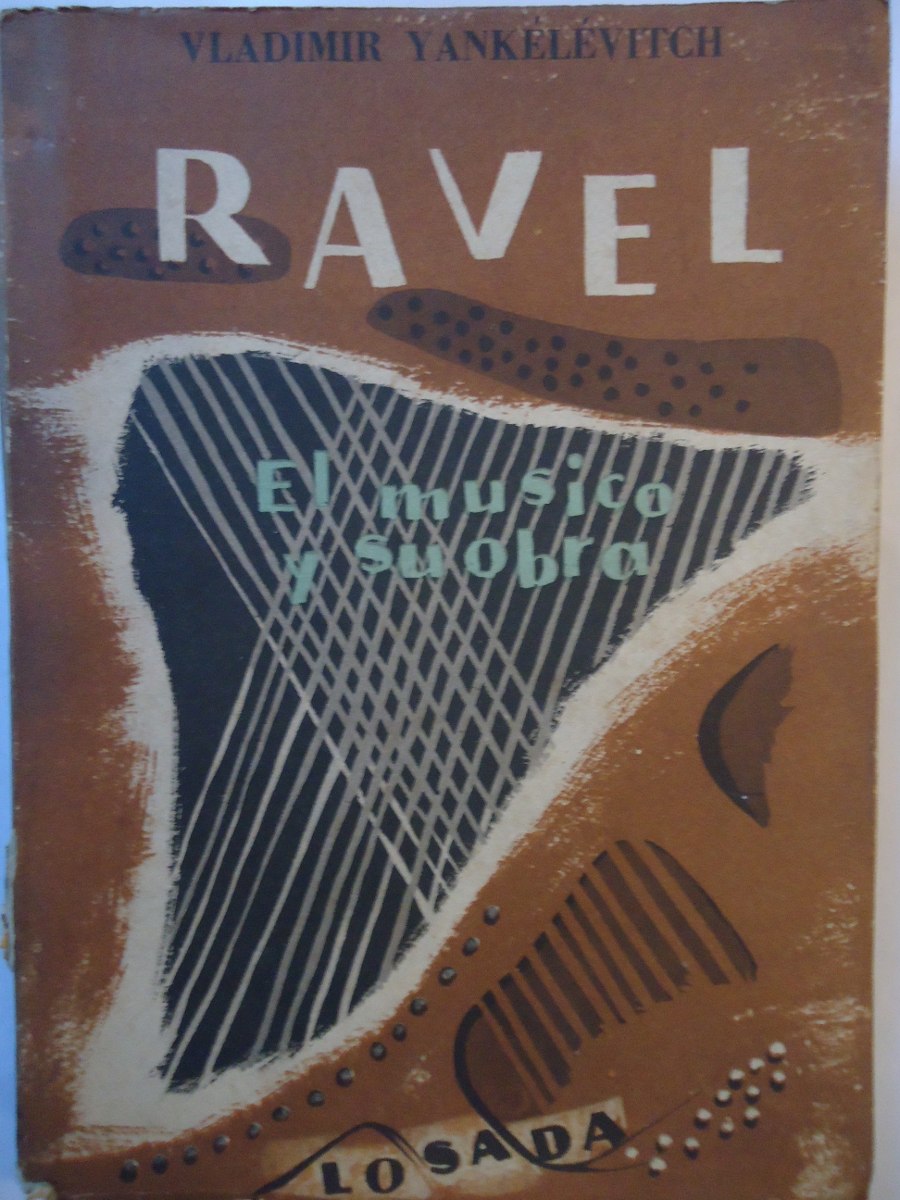 VLADIMIR YANKÉLÉVITCH
RAVEL
El musico
y su obra
LOSADA